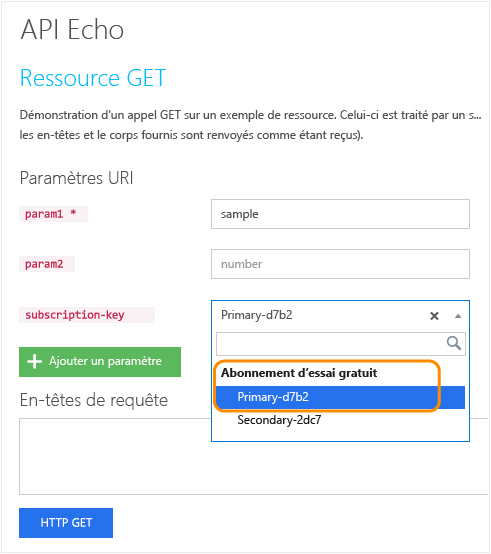 API Echo
Ressource GET
Démonstration d'un appel GET sur un exemple de ressource. Celui-ci est traité par un s...
les en-têtes et le corps fournis sont renvoyés comme étant reçus).
Paramètres URI
param1 * sample
param2 number
subscription-key Primary-d7b2
Ajouter un paramètre
Abonnement d'essai gratuit
Primary-d7b2
En-têtes de requête
Secondary-2dc7
HTTP GET